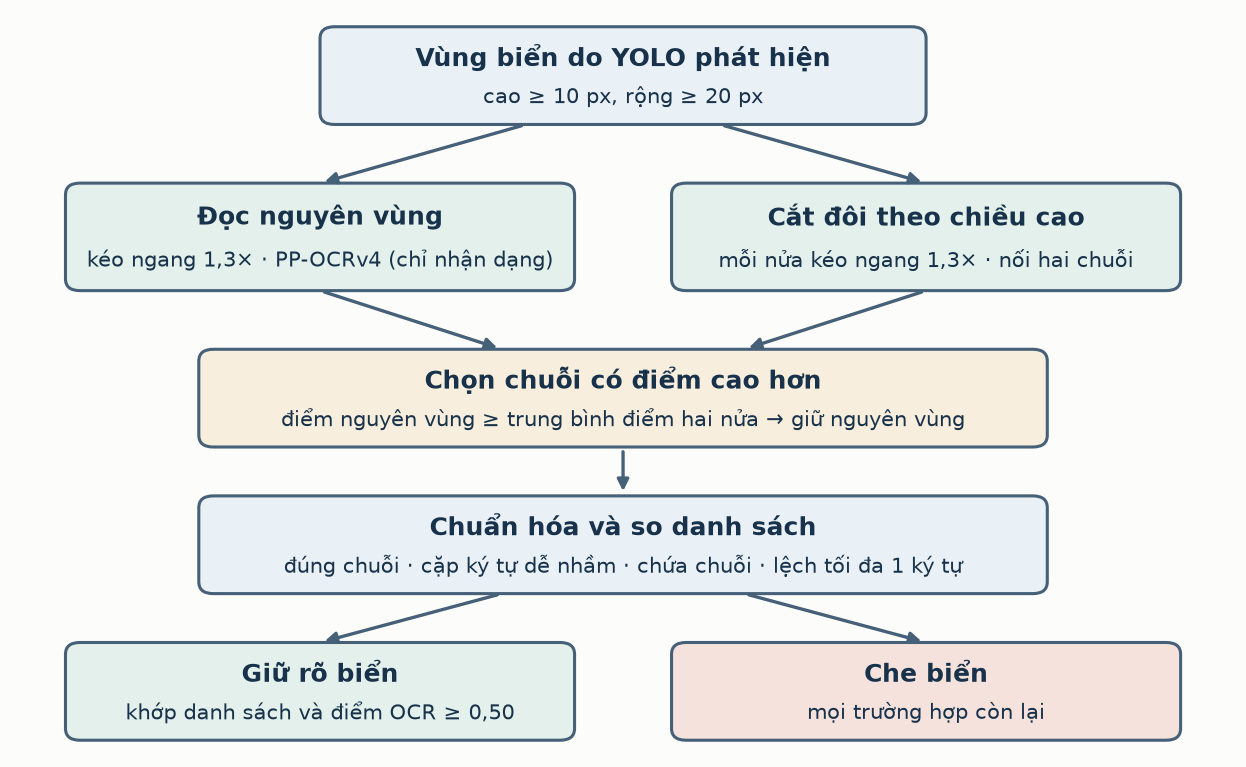 Vùng biển do YOLO phát hiện
cao ≥ 10 px, rộng ≥ 20 px
Đọc nguyên vùng
kéo ngang 1,3× · PP-OCRv4 (chỉ nhận dạng)
Cắt đôi theo chiều cao
mỗi nửa kéo ngang 1,3× · nối hai chuỗi
Chọn chuỗi có điểm cao hơn
điểm nguyên vùng ≥ trung bình điểm hai nửa → giữ nguyên vùng
Chuẩn hóa và so danh sách
đúng chuỗi · cặp ký tự dễ nhầm · chứa chuỗi · lệch tối đa 1 ký tự
Giữ rõ biển
khớp danh sách và điểm OCR ≥ 0,50
Che biển
mọi trường hợp còn lại